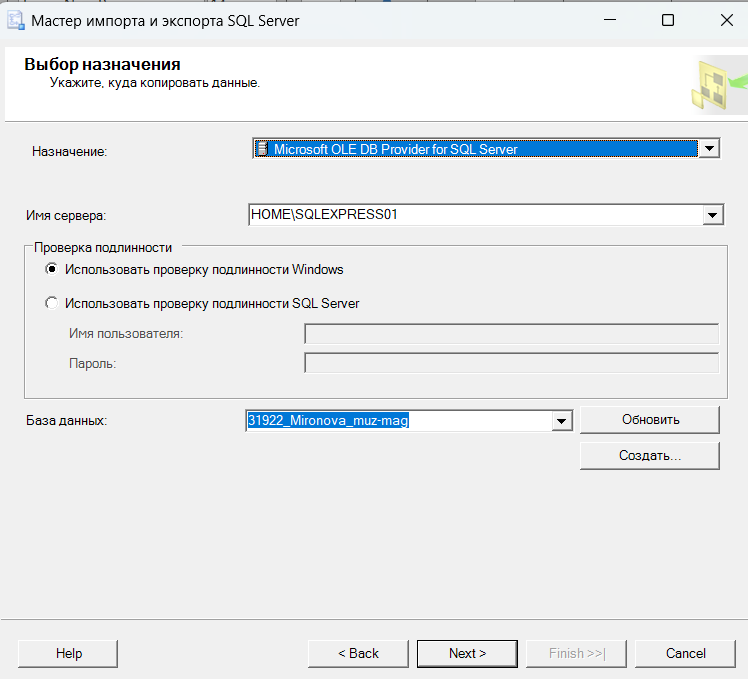 Мастер импорта и экспорта SQL Server
Выбор назначения
Укажите, куда копировать данные.
Назначение:
Microsoft OLE DB Provider for SQL Server
Имя сервера:
HOME\SQLEXPRESS01
Проверка подлинности
Использовать проверку подлинности Windows
Использовать проверку подлинности SQL Server
Имя пользователя:
Пароль:
База данных:
31922_Mironova_muz-mag
Обновить
Создать...
Help
< Back
Next >
Finish >>|
Cancel